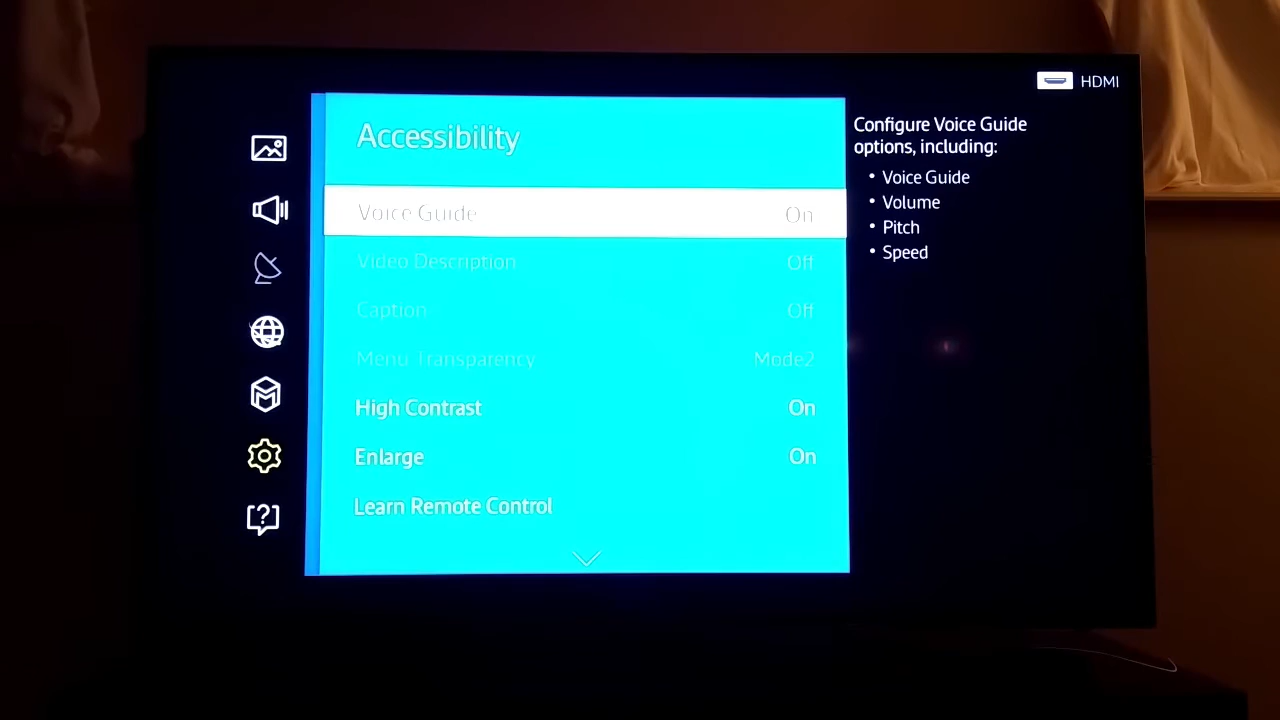 HDMI
Accessibility
Voice Guide On
Video Description Off
Caption Off
Menu Transparency Mode2
High Contrast On
Enlarge On
Learn Remote Control
Configure Voice Guide
options, including:
• Voice Guide
• Volume
• Pitch
• Speed